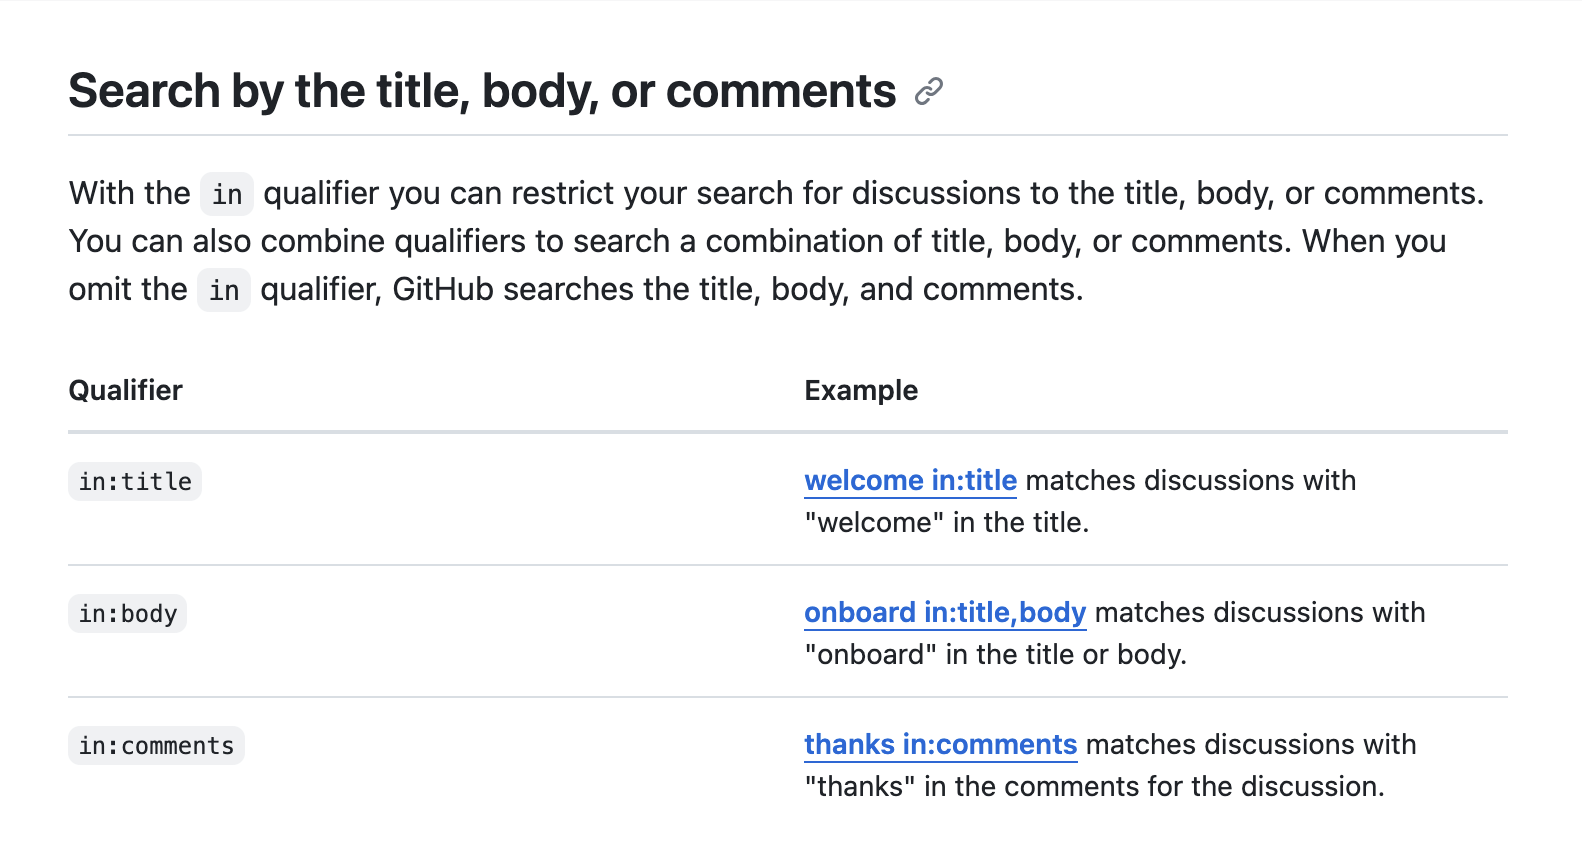 Search by the title, body, or comments
With the in qualifier you can restrict your search for discussions to the title, body, or comments.
You can also combine qualifiers to search a combination of title, body, or comments. When you
omit the in qualifier, GitHub searches the title, body, and comments.
Qualifier Example
in:title welcome in:title matches discussions with
"welcome" in the title.
in:body onboard in:title,body matches discussions with
"onboard" in the title or body.
in:comments thanks in:comments matches discussions with
"thanks" in the comments for the discussion.